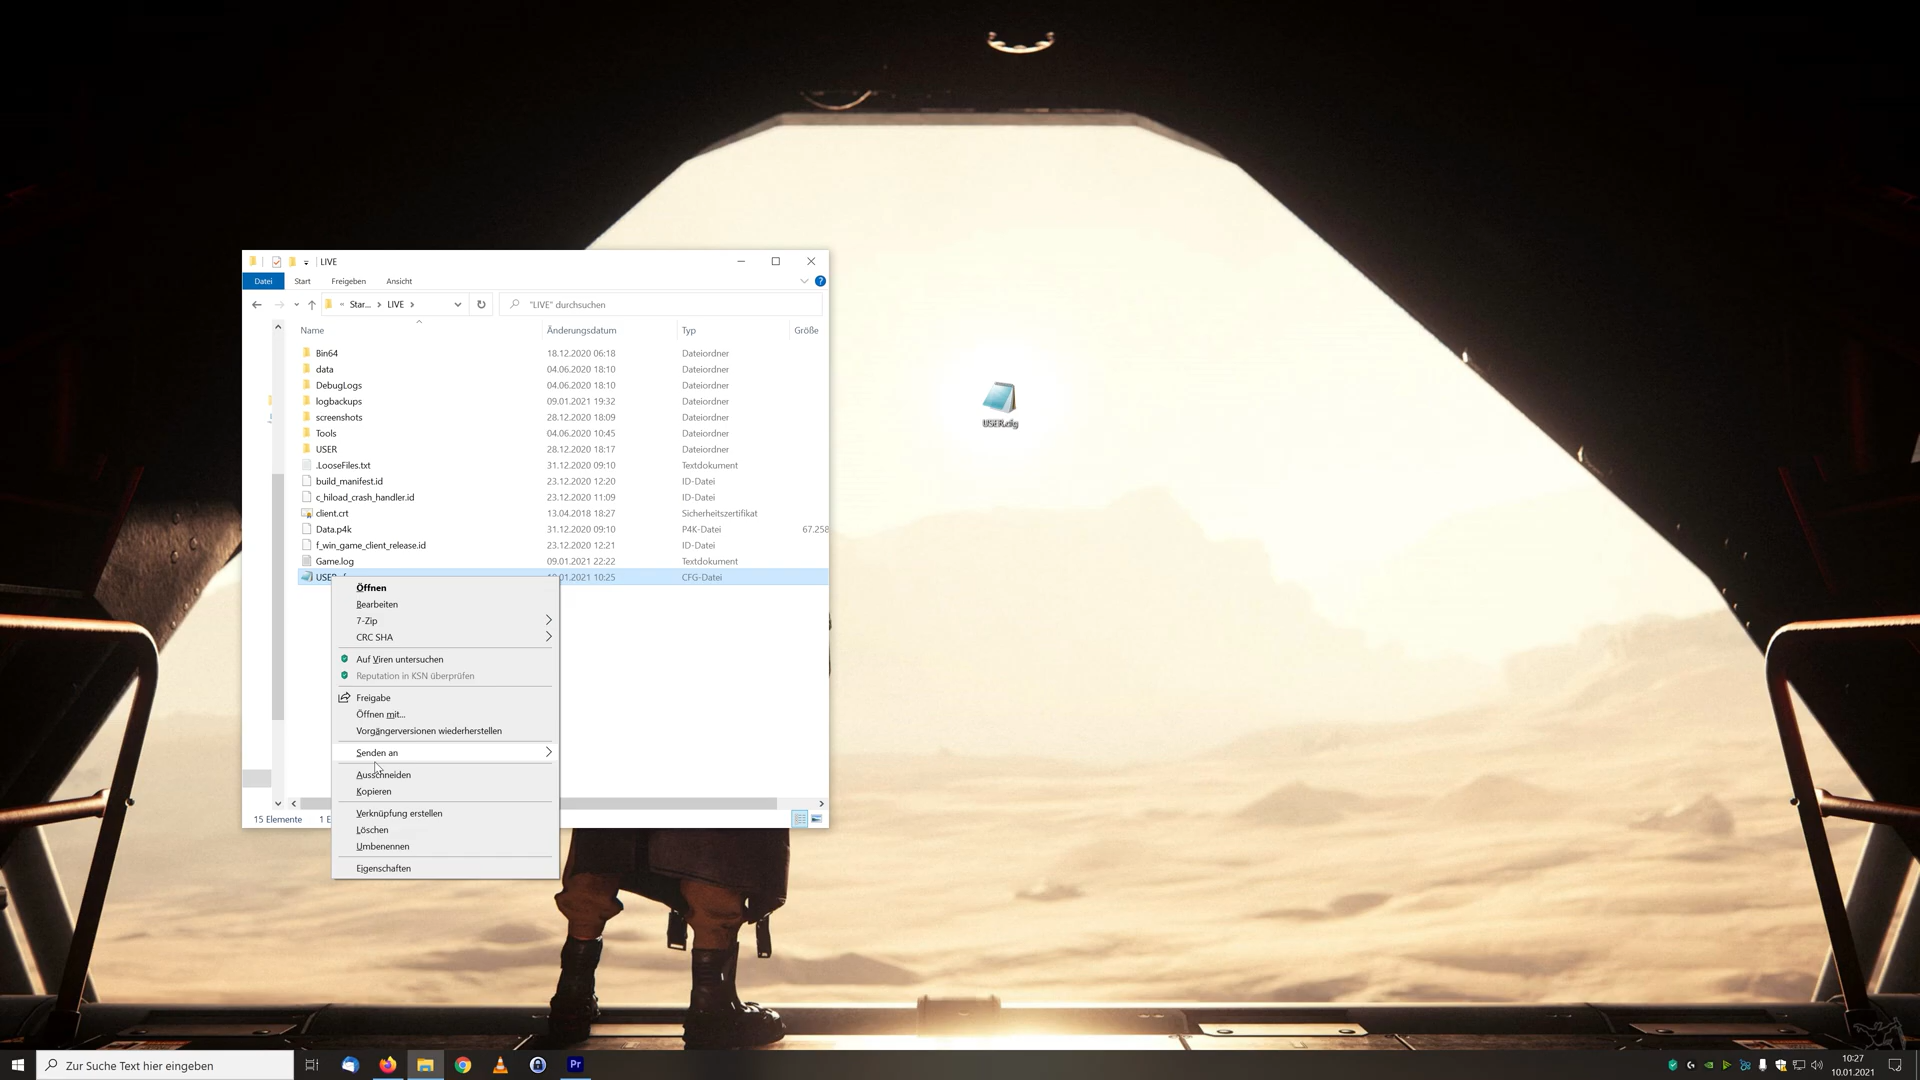 LIVE
Datei Start Freigeben Ansicht
« Star... LIVE "LIVE" durchsuchen
Name Änderungsdatum Typ Größe
Bin64 18.12.2020 06:18 Dateiordner
data 04.06.2020 18:10 Dateiordner
DebugLogs 04.06.2020 18:10 Dateiordner
logbackups 09.01.2021 19:32 Dateiordner
screenshots 28.12.2020 18:09 Dateiordner
Tools 04.06.2020 10:45 Dateiordner
USER 28.12.2020 18:17 Dateiordner
.LooseFiles.txt 31.12.2020 09:10 Textdokument
build_manifest.id 23.12.2020 12:20 ID-Datei
c_hiload_crash_handler.id 23.12.2020 11:09 ID-Datei
client.crt 13.04.2018 18:27 Sicherheitszertifikat
Data.p4k 31.12.2020 09:10 P4K-Datei 67.258
f_win_game_client_release.id 23.12.2020 12:21 ID-Datei
Game.log 09.01.2021 22:22 Textdokument
.01.2021 10:25 CFG-Datei
Öffnen
Bearbeiten
7-Zip
CRC SHA
Auf Viren untersuchen
Reputation in KSN überprüfen
Freigabe
Öffnen mit...
Vorgängerversionen wiederherstellen
Senden an
Ausschneiden
Kopieren
Verknüpfung erstellen
Löschen
Umbenennen
Eigenschaften
15 Elemente 1 E
USER.cfg
Zur Suche Text hier eingeben
Pr
10:27
10.01.2021